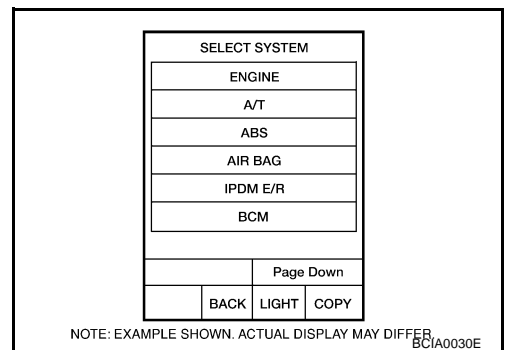 SELECT SYSTEM
ENGINE
A/T
ABS
AIR BAG
IPDM E/R
BCM
Page Down
BACK LIGHT COPY
NOTE: EXAMPLE SHOWN. ACTUAL DISPLAY MAY DIFFER
BCIA0030E